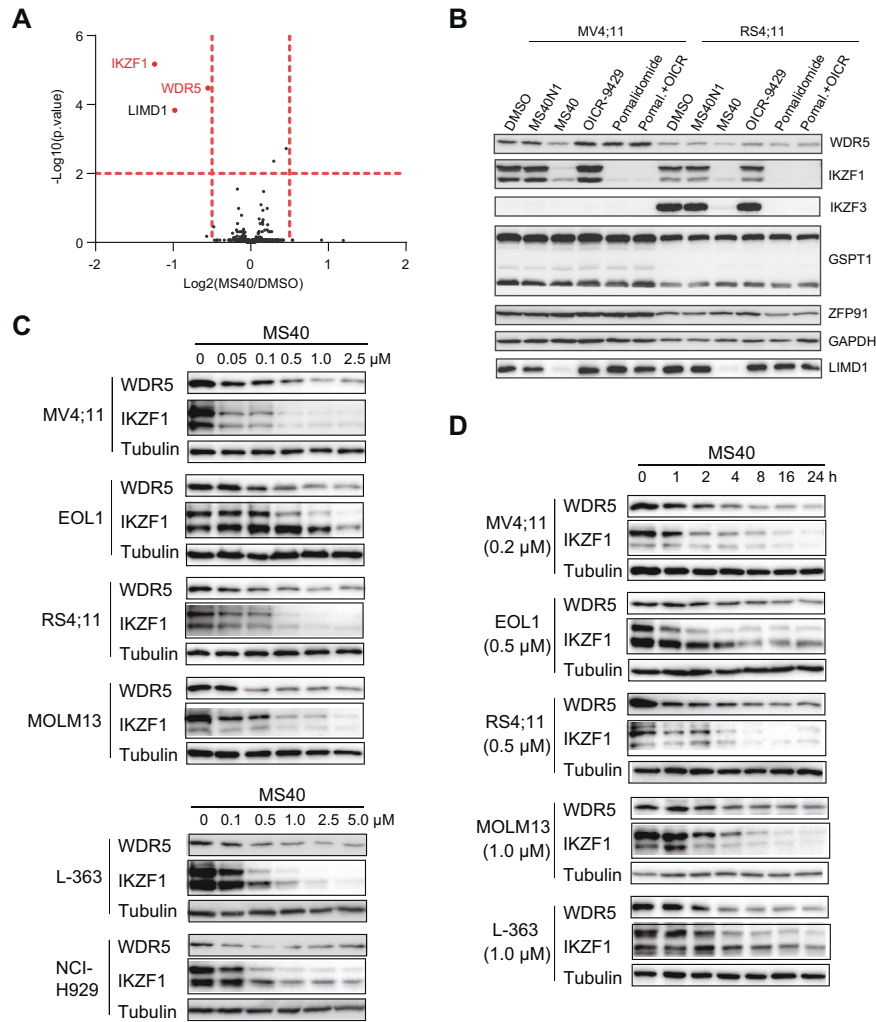 A
6
4
2
0
-Log10(p.value)
IKZF1
WDR5
LIMD1
-2 -1 0 1 2
Log2(MS40/DMSO)
B
MV4;11 RS4;11
DMSO MS40N1 MS40 OICR-9429 Pomalidomide Pomal.+OICR DMSO MS40N1 MS40 OICR-9429 Pomalidomide Pomal.+OICR
WDR5
IKZF1
IKZF3
GSPT1
ZFP91
GAPDH
LIMD1
C
MS40
0 0.05 0.1 0.5 1.0 2.5 µM
MV4;11
WDR5
IKZF1
Tubulin
EOL1
WDR5
IKZF1
Tubulin
RS4;11
WDR5
IKZF1
Tubulin
MOLM13
WDR5
IKZF1
Tubulin
MS40
0 0.1 0.5 1.0 2.5 5.0 µM
L-363
WDR5
IKZF1
Tubulin
NCI-
H929
WDR5
IKZF1
Tubulin
D
MS40
0 1 2 4 8 16 24 h
MV4;11
(0.2 µM)
WDR5
IKZF1
Tubulin
EOL1
(0.5 µM)
WDR5
IKZF1
Tubulin
RS4;11
(0.5 µM)
WDR5
IKZF1
Tubulin
MOLM13
(1.0 µM)
WDR5
IKZF1
Tubulin
L-363
(1.0 µM)
WDR5
IKZF1
Tubulin